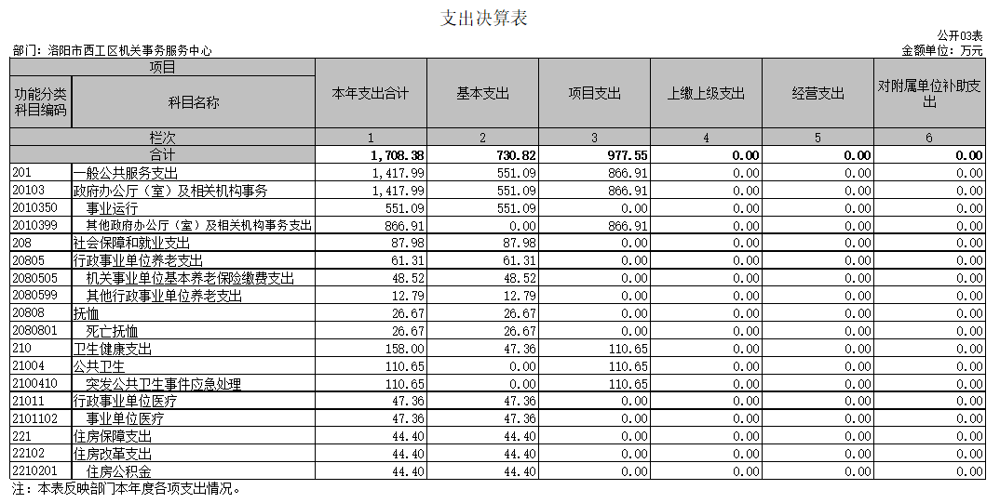 支出决算表
公开03表
部门：洛阳市西工区机关事务服务中心 金额单位：万元
项目 本年支出合计 基本支出 项目支出 上缴上级支出 经营支出 对附属单位补助支出
功能分类科目编码 科目名称
栏次 1 2 3 4 5 6
合计 1,708.38 730.82 977.55 0.00 0.00 0.00
201 一般公共服务支出 1,417.99 551.09 866.91 0.00 0.00 0.00
20103 政府办公厅（室）及相关机构事务 1,417.99 551.09 866.91 0.00 0.00 0.00
2010350 事业运行 551.09 551.09 0.00 0.00 0.00 0.00
2010399 其他政府办公厅（室）及相关机构事务支出 866.91 0.00 866.91 0.00 0.00 0.00
208 社会保障和就业支出 87.98 87.98 0.00 0.00 0.00 0.00
20805 行政事业单位养老支出 61.31 61.31 0.00 0.00 0.00 0.00
2080505 机关事业单位基本养老保险缴费支出 48.52 48.52 0.00 0.00 0.00 0.00
2080599 其他行政事业单位养老支出 12.79 12.79 0.00 0.00 0.00 0.00
20808 抚恤 26.67 26.67 0.00 0.00 0.00 0.00
2080801 死亡抚恤 26.67 26.67 0.00 0.00 0.00 0.00
210 卫生健康支出 158.00 47.36 110.65 0.00 0.00 0.00
21004 公共卫生 110.65 0.00 110.65 0.00 0.00 0.00
2100410 突发公共卫生事件应急处理 110.65 0.00 110.65 0.00 0.00 0.00
21011 行政事业单位医疗 47.36 47.36 0.00 0.00 0.00 0.00
2101102 事业单位医疗 47.36 47.36 0.00 0.00 0.00 0.00
221 住房保障支出 44.40 44.40 0.00 0.00 0.00 0.00
22102 住房改革支出 44.40 44.40 0.00 0.00 0.00 0.00
2210201 住房公积金 44.40 44.40 0.00 0.00 0.00 0.00
注：本表反映部门本年度各项支出情况。